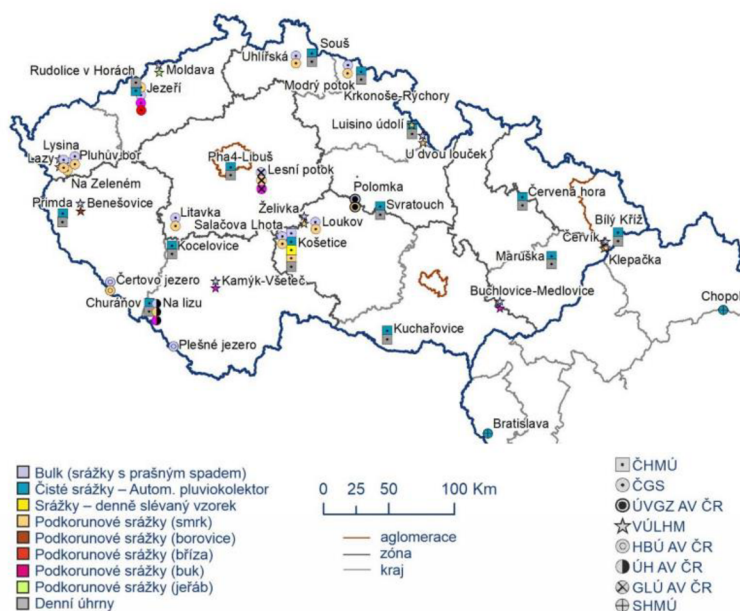 Souš
Uhlířská
Rudolice v Horách
Moldava
Jezeří
Modrý potok
Krkonoše-Rýchory
Luisino údolí
U dvou louček
Lysina
Lazy
Pluhův bor
Na Zeleném
Pha4-Libuš
Lesní potok
Polomka
Červená hora
Přimda
Benešovice
Litavka
Želivka
Svratouch
Salačova Lhota
Loukov
Bílý Kříž
Košetice
Červík
Kocelovice
Maruška
Klepačka
Čertovo jezero
Kamýk-Všeteč
Buchlovice-Medlovice
Churáňov
Na lizu
Chopok
Kuchařovice
Plešné jezero
Bratislava
Bulk (srážky s prašným spadem)
Čisté srážky – Autom. pluviokolektor
Srážky – denně slévaný vzorek
Podkorunové srážky (smrk)
Podkorunové srážky (borovice)
Podkorunové srážky (bříza)
Podkorunové srážky (buk)
Podkorunové srážky (jeřáb)
Denní úhrny
0 25 50 100 Km
aglomerace
zóna
kraj
ČHMÚ
ČGS
ÚVGZ AV ČR
VÚLHM
HBÚ AV ČR
ÚH AV ČR
GLÚ AV ČR
SHMÚ